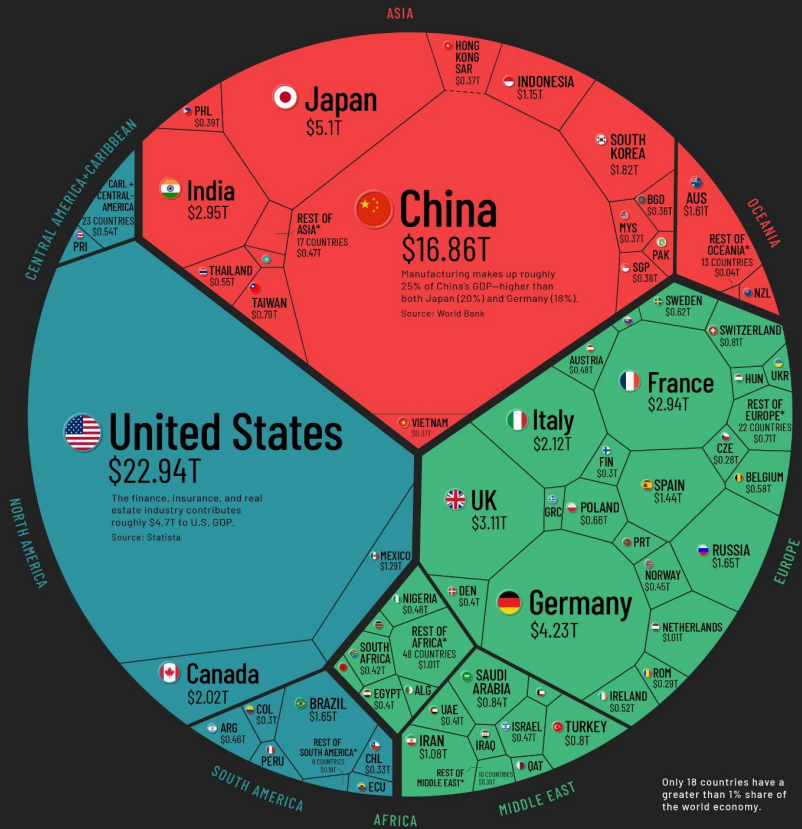 ASIA
HONG
KONG
SAR
$0.37T
INDONESIA
$1.15T
Japan
$5.1T
PHL
$0.39T
SOUTH
KOREA
$1.82T
CENTRAL AMERICA+CARIBBEAN
CARI. +
CENTRAL-
AMERICA
23 COUNTRIES
$0.54T
PRI
India
$2.95T
REST OF
ASIA*
17 COUNTRIES
$0.47T
China
$16.86T
Manufacturing makes up roughly
25% of China's GDP—higher than
both Japan (20%) and Germany (18%).
Source: World Bank
BGD
$0.36T
MYS
$0.37T
PAK
SGP
$0.38T
AUS
$1.61T
OCEANIA
REST OF
OCEANIA*
13 COUNTRIES
$0.04T
NZL
THAILAND
$0.55T
TAIWAN
$0.79T
VIETNAM
$0.37T
SWEDEN
$0.62T
SWITZERLAND
$0.81T
AUSTRIA
$0.48T
France
$2.94T
HUN
UKR
REST OF
EUROPE*
22 COUNTRIES
$0.71T
United States
$22.94T
The finance, insurance, and real
estate industry contributes
roughly $4.7T to U.S. GDP.
Source: Statista
Italy
$2.12T
FIN
$0.3T
CZE
$0.28T
BELGIUM
$0.58T
UK
$3.11T
GRC
POLAND
$0.66T
SPAIN
$1.44T
PRT
RUSSIA
$1.65T
EUROPE
NORTH AMERICA
MEXICO
$1.29T
NORWAY
$0.45T
DEN
$0.4T
Germany
$4.23T
NETHERLANDS
$1.01T
ROM
$0.29T
IRELAND
$0.52T
NIGERIA
$0.48T
REST OF
AFRICA*
48 COUNTRIES
$1.01T
SOUTH
AFRICA
$0.42T
EGYPT
$0.4T
ALG
Canada
$2.02T
COL
$0.3T
BRAZIL
$1.65T
ARG
$0.46T
PERU
REST OF
SOUTH AMERICA*
6 COUNTRIES
CHL
$0.33T
ECU
SOUTH AMERICA
SAUDI
ARABIA
$0.84T
UAE
$0.41T
ISRAEL
$0.47T
TURKEY
$0.8T
IRAN
$1.08T
IRAQ
QAT
REST OF
MIDDLE EAST*
10 COUNTRIES
AFRICA
MIDDLE EAST
Only 18 countries have a
greater than 1% share of
the world economy.